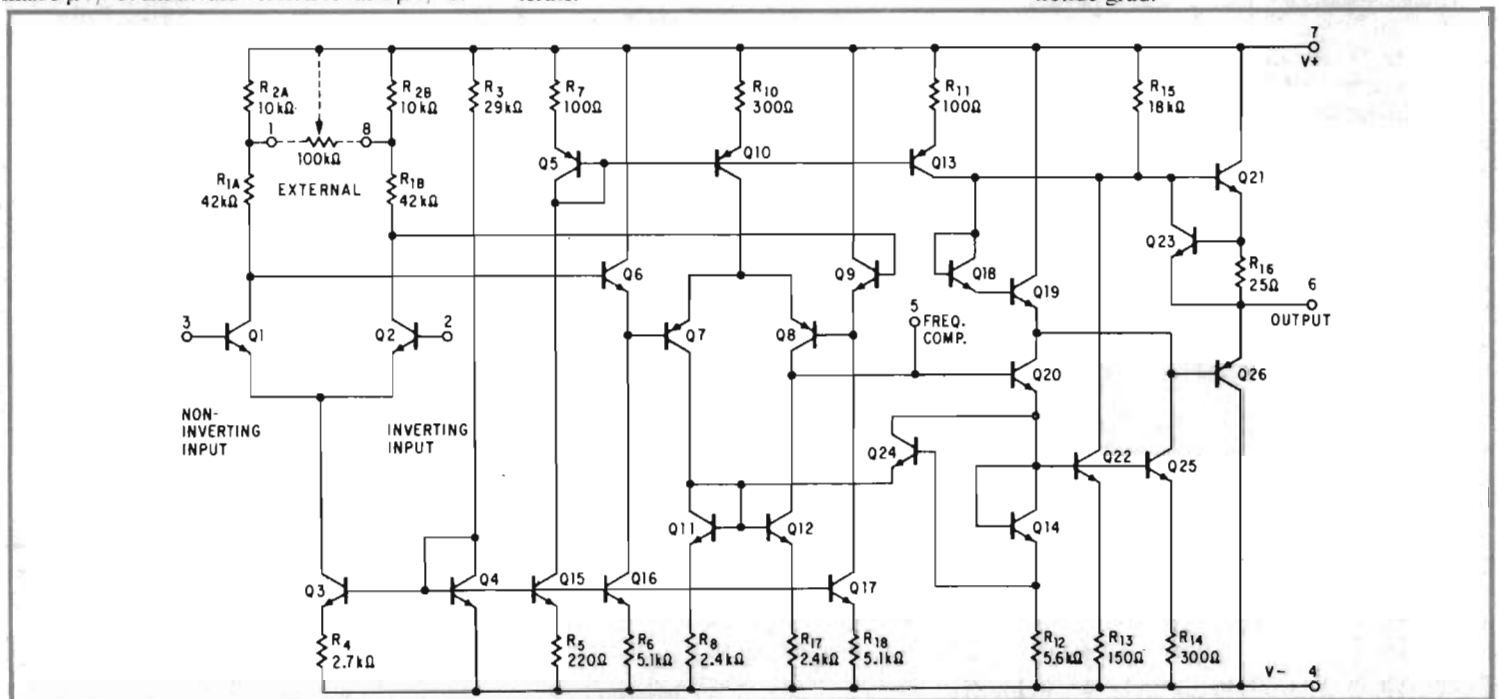 7
V+
R2A
10kΩ
R2B
10kΩ
R3
29kΩ
R7
100Ω
R10
300Ω
R11
100Ω
R15
18kΩ
1
8
100kΩ
EXTERNAL
Q5
Q10
Q13
Q21
R1A
42kΩ
R1B
42kΩ
Q23
R16
25Ω
6
OUTPUT
Q6
Q9
Q18
Q19
3
Q1
Q2
2
Q7
Q8
5
FREQ.
COMP.
Q20
Q26
NON-
INVERTING
INPUT
INVERTING
INPUT
Q24
Q22
Q25
Q11
Q12
Q14
Q3
Q4
Q15
Q16
Q17
R4
2.7kΩ
R5
220Ω
R6
5.1kΩ
R8
2.4kΩ
R17
2.4kΩ
R18
5.1kΩ
R12
5.6kΩ
R13
150Ω
R14
300Ω
V-
4